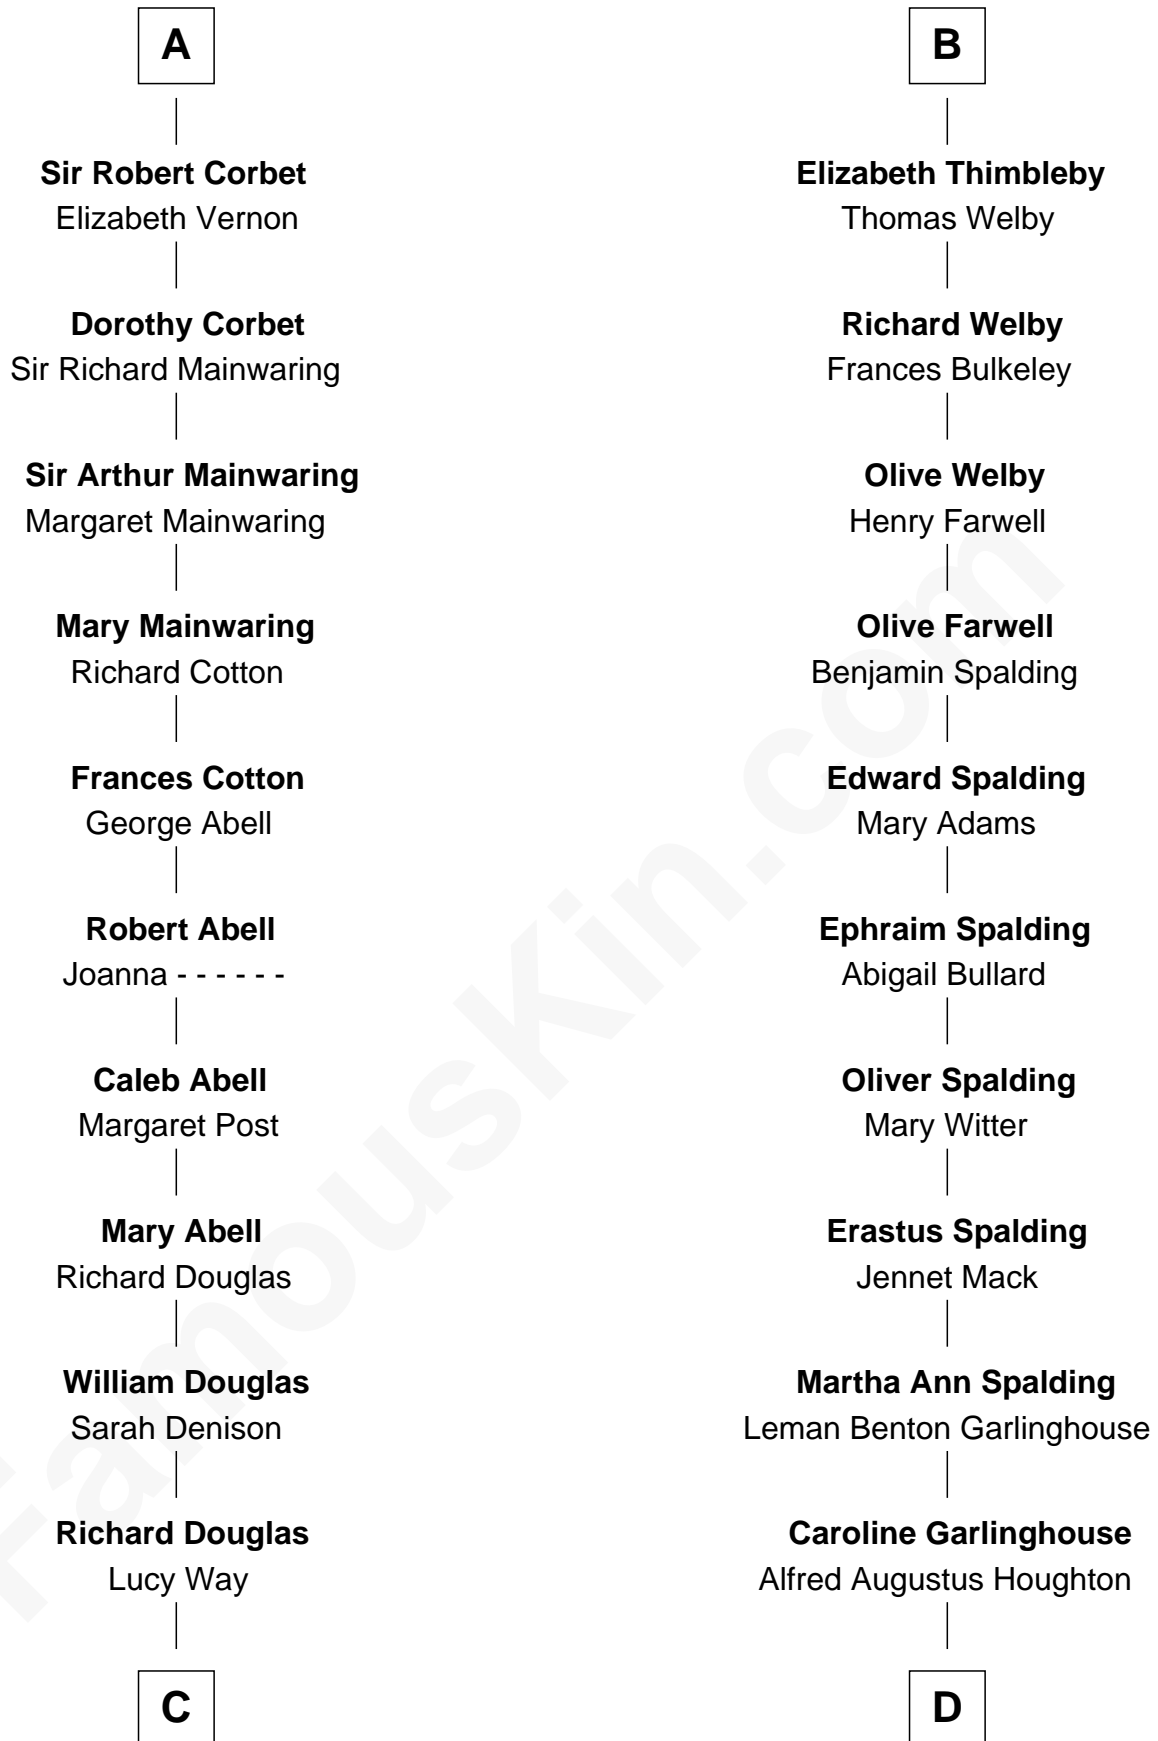 A
Sir Robert Corbet
Elizabeth Vernon
Dorothy Corbet
Sir Richard Mainwaring
Sir Arthur Mainwaring
Margaret Mainwaring
Mary Mainwaring
Richard Cotton
Frances Cotton
George Abell
Robert Abell
Joanna - - - - - -
Caleb Abell
Margaret Post
Mary Abell
Richard Douglas
William Douglas
Sarah Denison
Richard Douglas
Lucy Way
C
B
Elizabeth Thimbleby
Thomas Welby
Richard Welby
Frances Bulkeley
Olive Welby
Henry Farwell
Olive Farwell
Benjamin Spalding
Edward Spalding
Mary Adams
Ephraim Spalding
Abigail Bullard
Oliver Spalding
Mary Witter
Erastus Spalding
Jennet Mack
Martha Ann Spalding
Leman Benton Garlinghouse
Caroline Garlinghouse
Alfred Augustus Houghton
D
FamousKin.com